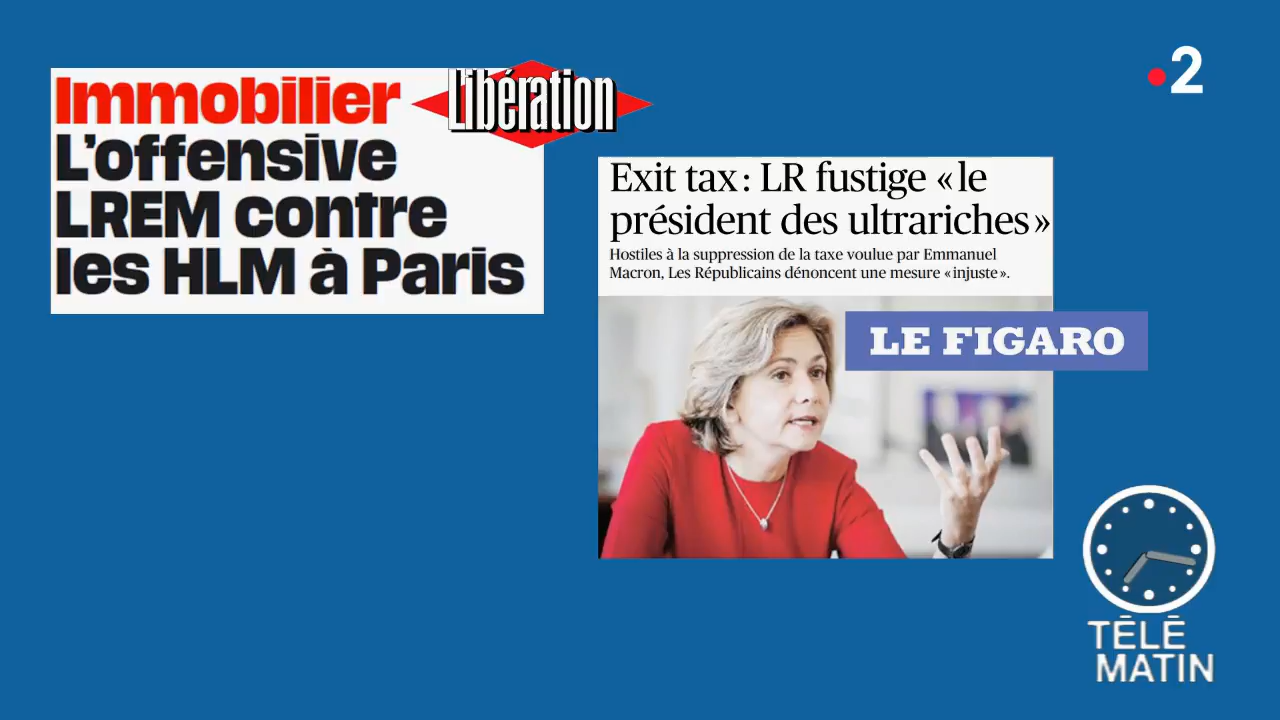 Immobilier
L'offensive
LREM contre
les HLM à Paris
Libération
2
Exit tax : LR fustige « le
président des ultrariches »
Hostiles à la suppression de la taxe voulue par Emmanuel
Macron, Les Républicains dénoncent une mesure « injuste ».
LE FIGARO
TÉLÉ
MATIN